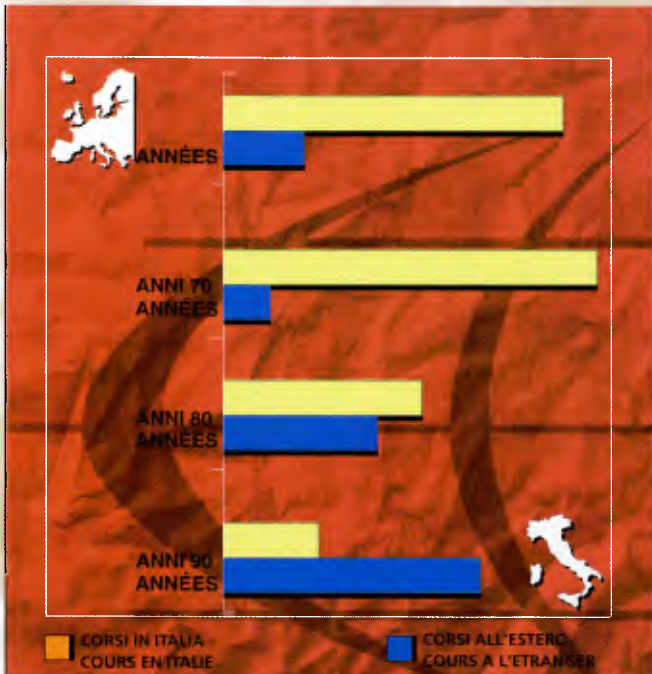 ANNÉES
ANNI 70
ANNÉES
ANNI 80
ANNÉES
ANNI 90
ANNÉES
CORSI IN ITALIA
COURS EN ITALIE
CORSI ALL'ESTERO
COURS A L'ETRANGER